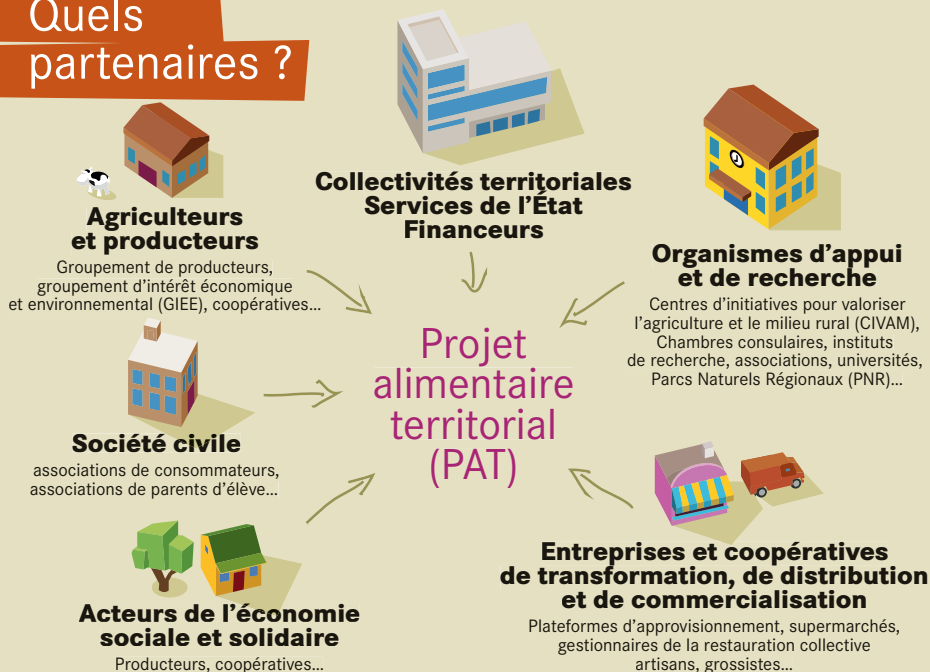 Quels
partenaires ?
Collectivités territoriales
Services de l’État
Financeurs
Agriculteurs
et producteurs
Groupement de producteurs,
groupement d’intérêt économique
et environnemental (GIEE), coopératives...
Organismes d’appui
et de recherche
Centres d’initiatives pour valoriser
l’agriculture et le milieu rural (CIVAM),
Chambres consulaires, instituts
de recherche, associations, universités,
Parcs Naturels Régionaux (PNR)...
Projet
alimentaire
territorial
(PAT)
Société civile
associations de consommateurs,
associations de parents d’élève...
Entreprises et coopératives
de transformation, de distribution
et de commercialisation
Plateformes d’approvisionnement, supermarchés,
gestionnaires de la restauration collective
artisans, grossistes...
Acteurs de l’économie
sociale et solidaire
Producteurs, coopératives...